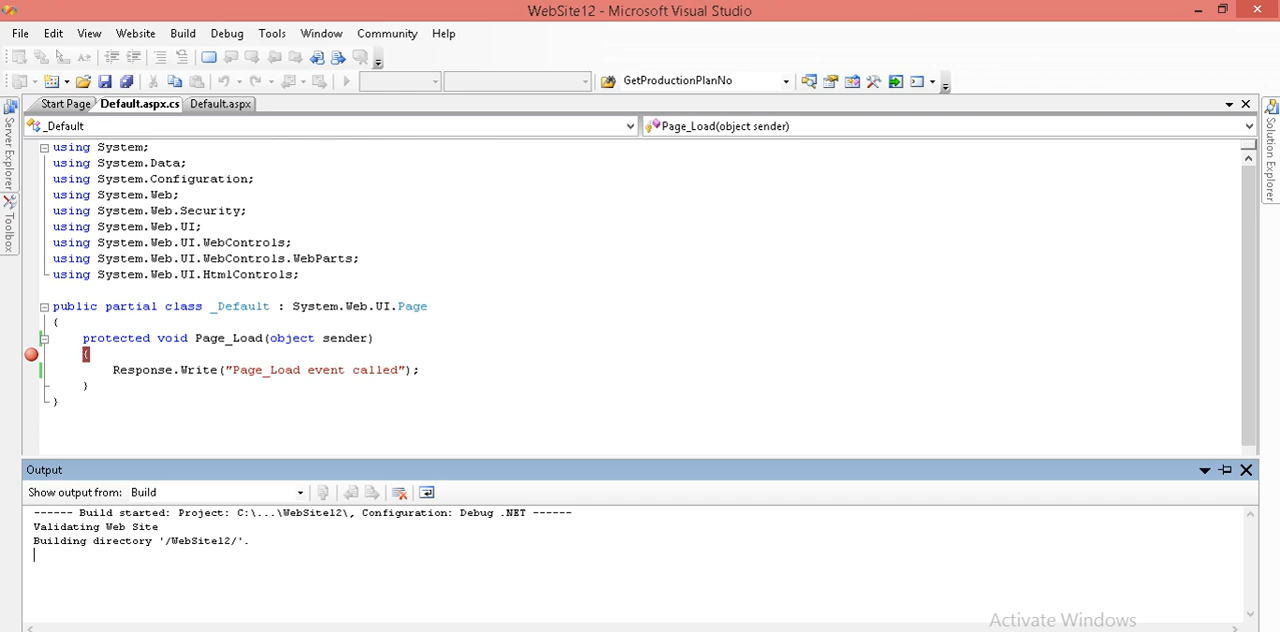 WebSite12 - Microsoft Visual Studio
File Edit View Website Build Debug Tools Window Community Help
GetProductionPlanNo
Start Page Default.aspx.cs Default.aspx
_Default Page_Load(object sender)
Server Explorer
Toolbox
Solution Explorer
using System;
using System.Data;
using System.Configuration;
using System.Web;
using System.Web.Security;
using System.Web.UI;
using System.Web.UI.WebControls;
using System.Web.UI.WebControls.WebParts;
using System.Web.UI.HtmlControls;
public partial class _Default : System.Web.UI.Page
{
protected void Page_Load(object sender)
{
Response.Write("Page_Load event called");
}
}
Output
Show output from: Build
------ Build started: Project: C:\...\WebSite12\, Configuration: Debug .NET ------
Validating Web Site
Building directory '/WebSite12/'.
Activate Windows